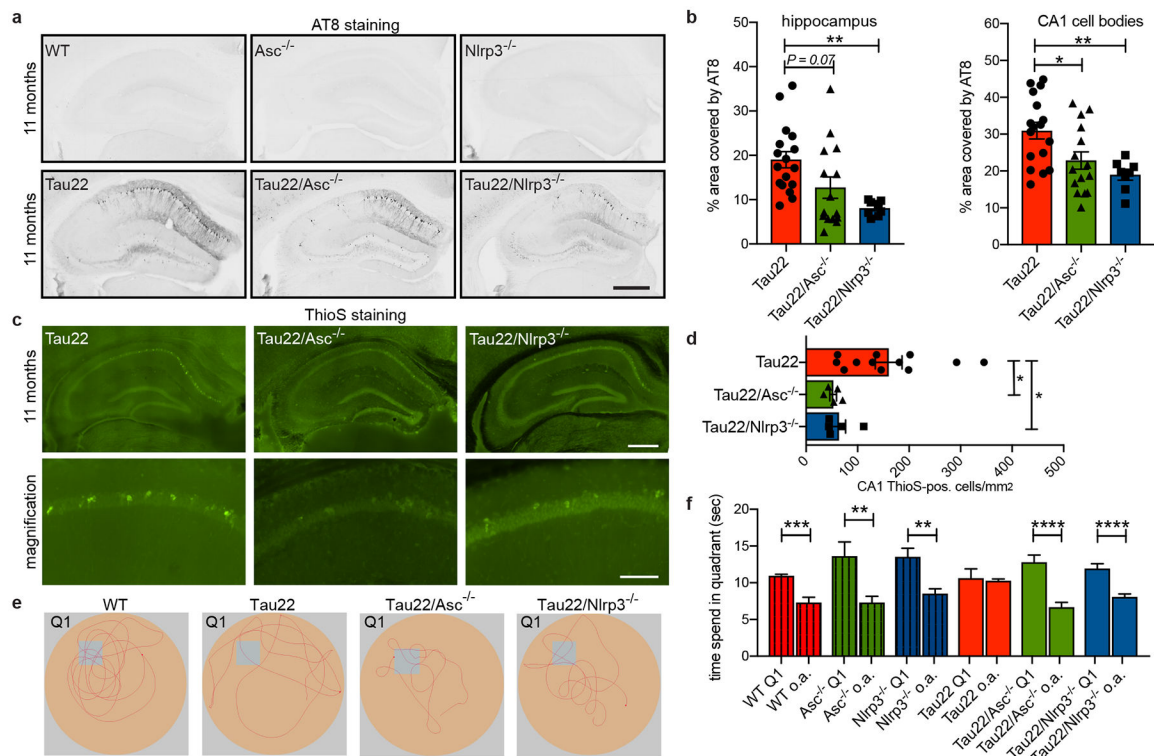 a
AT8 staining
11 months
WT
Asc-/-
Nlrp3-/-
11 months
Tau22
Tau22/Asc-/-
Tau22/Nlrp3-/-
b
hippocampus
% area covered by AT8
50
40
30
20
10
0
**
P = 0.07
Tau22
Tau22/Asc-/-
Tau22/Nlrp3-/-
CA1 cell bodies
% area covered by AT8
60
50
40
30
20
10
0
**
*
Tau22
Tau22/Asc-/-
Tau22/Nlrp3-/-
c
ThioS staining
11 months
Tau22
Tau22/Asc-/-
Tau22/Nlrp3-/-
magnification
d
Tau22
Tau22/Asc-/-
Tau22/Nlrp3-/-
*
*
0 100 200 300 400 500
CA1 ThioS-pos. cells/mm2
e
WT
Q1
Tau22
Q1
Tau22/Asc-/-
Q1
Tau22/Nlrp3-/-
Q1
f
time spend in quadrant (sec)
20
15
10
5
0
*** ** ** **** ****
WT Q1
WT o.a.
Asc-/- Q1
Asc-/- o.a.
Nlrp3-/- Q1
Nlrp3-/- o.a.
Tau22 Q1
Tau22 o.a.
Tau22/Asc-/- Q1
Tau22/Asc-/- o.a.
Tau22/Nlrp3-/- Q1
Tau22/Nlrp3-/- o.a.